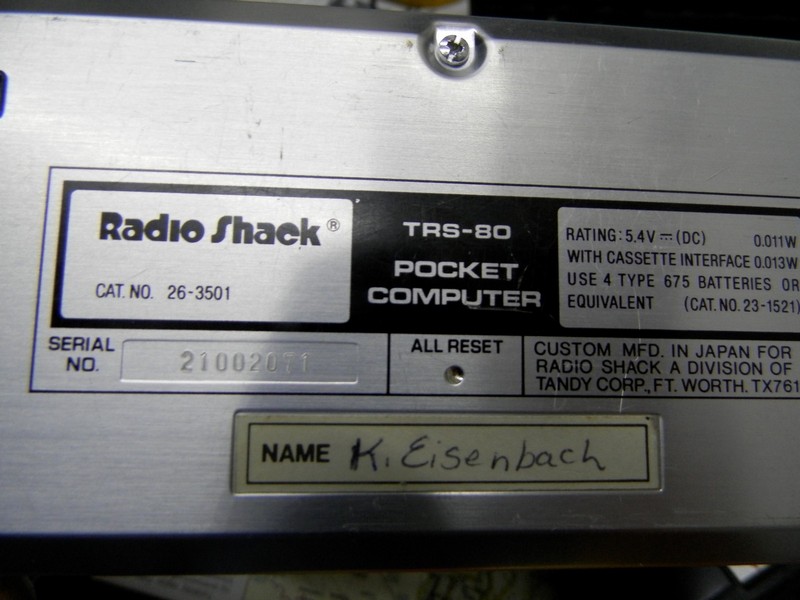 Radio Shack®
CAT. NO. 26-3501
TRS-80
POCKET
COMPUTER
RATING: 5.4V ⎓ (DC) 0.011W
WITH CASSETTE INTERFACE 0.013W
USE 4 TYPE 675 BATTERIES OR
EQUIVALENT (CAT. NO. 23-1521)
SERIAL
NO.
21002071
ALL RESET
CUSTOM MFD. IN JAPAN FOR
RADIO SHACK A DIVISION OF
TANDY CORP., FT. WORTH. TX761
NAME K. Eisenbach